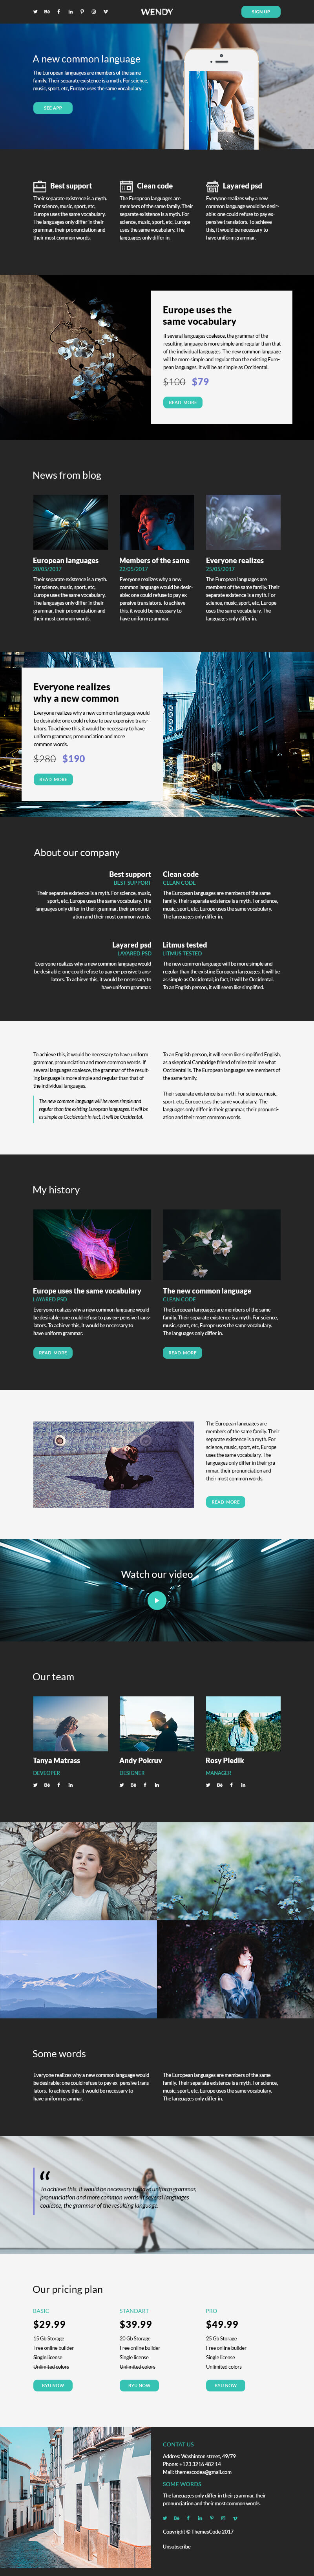 WENDY
SIGN UP
A new common language
The European languages are members of the same
family. Their separate existence is a myth. For science,
music, sport, etc, Europe uses the same vocabulary.
SEE APP
Best support
Their separate existence is a myth.
For science, music, sport, etc,
Europe uses the same vocabulary.
The languages only differ in their
grammar, their pronunciation and
their most common words.
Clean code
The European languages are
members of the same family. Their
separate existence is a myth. For
science, music, sport, etc, Europe
uses the same vocabulary. The
languages only differ in.
Layared psd
Everyone realizes why a new
common language would be desir-
able: one could refuse to pay ex-
pensive translators. To achieve
this, it would be necessary to
have uniform grammar.
Europe uses the
same vocabulary
If several languages coalesce, the grammar of the
resulting language is more simple and regular than that
of the individual languages. The new common language
will be more simple and regular than the existing Euro-
pean languages. It will be as simple as Occidental.
$100 $79
READ MORE
News from blog
European languages
20/05/2017
Their separate existence is a myth.
For science, music, sport, etc,
Europe uses the same vocabulary.
The languages only differ in their
grammar, their pronunciation and
their most common words.
Members of the same
22/05/2017
Everyone realizes why a new
common language would be desir-
able: one could refuse to pay ex-
pensive translators. To achieve
this, it would be necessary to
have uniform grammar.
Everyone realizes
25/05/2017
The European languages are
members of the same family. Their
separate existence is a myth. For
science, music, sport, etc, Europe
uses the same vocabulary. The
languages only differ in.
Everyone realizes
why a new common
Everyone realizes why a new common language would
be desirable: one could refuse to pay expensive trans-
lators. To achieve this, it would be necessary to have
uniform grammar, pronunciation and more
common words.
$280 $190
READ MORE
About our company
Best support
BEST SUPPORT
Their separate existence is a myth. For science, music,
sport, etc, Europe uses the same vocabulary. The
languages only differ in their grammar, their pronunci-
ation and their most common words.
Clean code
CLEAN CODE
The European languages are members of the same family.
Their separate existence is a myth. For science, music,
sport, etc, Europe uses the same vocabulary.
The languages only differ in.
Layared psd
LAYARED PSD
Everyone realizes why a new common language would
be desirable: one could refuse to pay ex- pensive trans-
lators. To achieve this, it would be necessary to
have uniform grammar.
Litmus tested
LITMUS TESTED
The new common language will be more simple and
regular than the existing European languages. It will be
as simple as Occidental; in fact, it will be Occidental.
To an English person, it will seem like simplified.
To achieve this, it would be necessary to have uniform
grammar, pronunciation and more common words. If
several languages coalesce, the grammar of the result-
ing language is more simple and regular than that of
the individual languages.
The new common language will be more simple and
regular than the existing European languages. It will be
as simple as Occidental; in fact, it will be Occidental.
To an English person, it will seem like simplified English,
as a skeptical Cambridge friend of mine told me what
Occidental is. The European languages are members of
the same family.
Their separate existence is a myth. For science, music,
sport, etc, Europe uses the same vocabulary. The
languages only differ in their grammar, their pronunci-
ation and their most common words.
My history
Europe uses the same vocabulary
LAYARED PSD
Everyone realizes why a new common language would
be desirable: one could refuse to pay ex- pensive trans-
lators. To achieve this, it would be necessary to
have uniform grammar.
READ MORE
The new common language
CLEAN CODE
The European languages are members of the same
family. Their separate existence is a myth. For science,
music, sport, etc, Europe uses the same vocabulary.
The languages only differ in.
READ MORE
The European languages are
members of the same family. Their
separate existence is a myth. For
science, music, sport, etc, Europe
uses the same vocabulary. The
languages only differ in their gra-
mmar, their pronunciation and
their most common words.
READ MORE
Watch our video
Our team
Tanya Matrass
DEVEOPER
Andy Pokruv
DESIGNER
Rosy Pledik
MANAGER
Some words
Everyone realizes why a new common language would
be desirable: one could refuse to pay ex- pensive trans-
lators. To achieve this, it would be necessary to
have uniform grammar.
The European languages are members of the same
family. Their separate existence is a myth. For science,
music, sport, etc, Europe uses the same vocabulary.
The languages only differ in.
“
To achieve this, it would be necessary to have uniform grammar,
pronunciation and more common words. If several languages
coalesce, the grammar of the resulting language.
Our pricing plan
BASIC
$29.99
15 Gb Storage
Free online builder
Single license
Unlimited colors
BYU NOW
STANDART
$39.99
20 Gb Storage
Free online builder
Single license
Unlimited colors
BYU NOW
PRO
$49.99
25 Gb Storage
Free online builder
Single license
Unlimited colors
BYU NOW
CONTAT US
Addres: Washinton street, 49/79
Phone: +123 3216 482 14
Mail: themescodea@gmail.com
SOME WORDS
The languages only differ in their grammar, their
pronunciation and their most common words.
Copyright © ThemesCode 2017
Unsubscribe